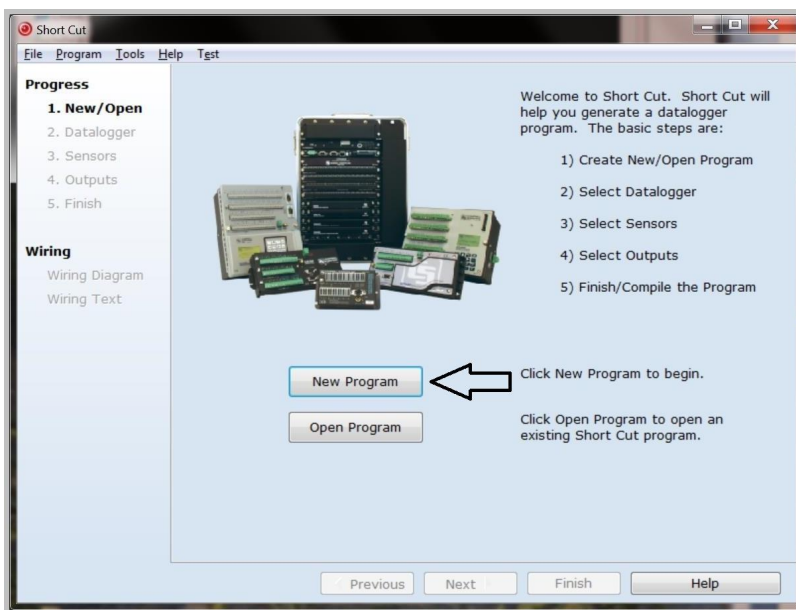 Short Cut
File Program Tools Help Test
Progress
1. New/Open
2. Datalogger
3. Sensors
4. Outputs
5. Finish
Wiring
Wiring Diagram
Wiring Text
Welcome to Short Cut. Short Cut will
help you generate a datalogger
program. The basic steps are:
1) Create New/Open Program
2) Select Datalogger
3) Select Sensors
4) Select Outputs
5) Finish/Compile the Program
New Program
Click New Program to begin.
Open Program
Click Open Program to open an
existing Short Cut program.
Previous Next Finish Help